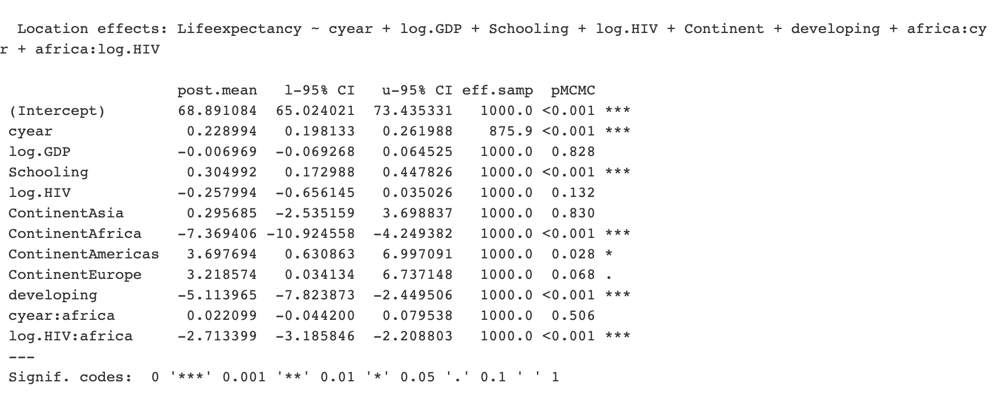 Location effects: Lifeexpectancy ~ cyear + log.GDP + Schooling + log.HIV + Continent + developing + africa:cy
r + africa:log.HIV
post.mean l-95% CI u-95% CI eff.samp pMCMC
(Intercept) 68.891084 65.024021 73.435331 1000.0 <0.001 ***
cyear 0.228994 0.198133 0.261988 875.9 <0.001 ***
log.GDP -0.006969 -0.069268 0.064525 1000.0 0.828
Schooling 0.304992 0.172988 0.447826 1000.0 <0.001 ***
log.HIV -0.257994 -0.656145 0.035026 1000.0 0.132
ContinentAsia 0.295685 -2.535159 3.698837 1000.0 0.830
ContinentAfrica -7.369406 -10.924558 -4.249382 1000.0 <0.001 ***
ContinentAmericas 3.697694 0.630863 6.997091 1000.0 0.028 *
ContinentEurope 3.218574 0.034134 6.737148 1000.0 0.068 .
developing -5.113965 -7.823873 -2.449506 1000.0 <0.001 ***
cyear:africa 0.022099 -0.044200 0.079538 1000.0 0.506
log.HIV:africa -2.713399 -3.185846 -2.208803 1000.0 <0.001 ***
---
Signif. codes: 0 '***' 0.001 '**' 0.01 '*' 0.05 '.' 0.1 ' ' 1